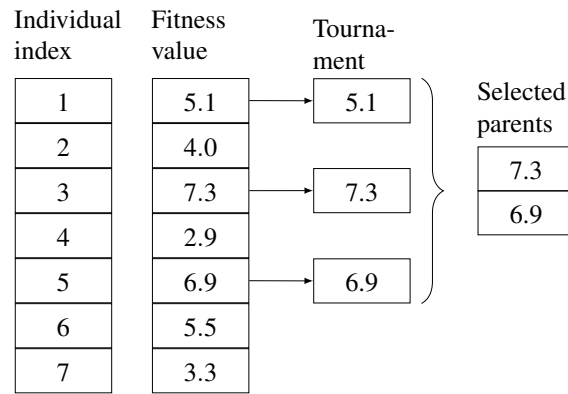 Individual
index
1
2
3
4
5
6
7
Fitness
value
5.1
4.0
7.3
2.9
6.9
5.5
3.3
Tourna-
ment
5.1
7.3
6.9
Selected
parents
7.3
6.9